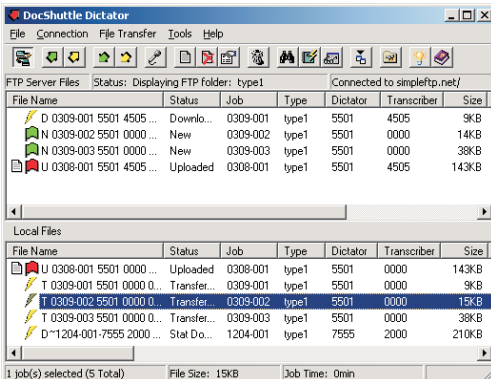 DocShuttle Dictator
File Connection File Transfer Tools Help
FTP Server Files Status: Displaying FTP folder: type1 Connected to simpleftp.net/
File Name Status Job Type Dictator Transcriber Size
D 0309-001 5501 4505 ... Downlo... 0309-001 type1 5501 4505 9KB
N 0309-002 5501 0000 ... New 0309-002 type1 5501 0000 14KB
N 0309-003 5501 0000 ... New 0309-003 type1 5501 0000 38KB
U 0308-001 5501 4505 ... Uploaded 0308-001 type1 5501 4505 143KB
Local Files
File Name Status Job Type Dictator Transcriber Size
U 0308-001 5501 0000 ... Uploaded 0308-001 type1 5501 0000 143KB
T 0309-001 5501 0000 0... Transfer... 0309-001 type1 5501 0000 9KB
T 0309-002 5501 0000 0... Transfer... 0309-002 type1 5501 0000 15KB
T 0309-003 5501 0000 0... Transfer... 0309-003 type1 5501 0000 38KB
D~1204-001-7555 2000 ... Stat Do... 1204-001 type1 7555 2000 210KB
1 job(s) selected (5 Total) File Size: 15KB Job Time: 0min